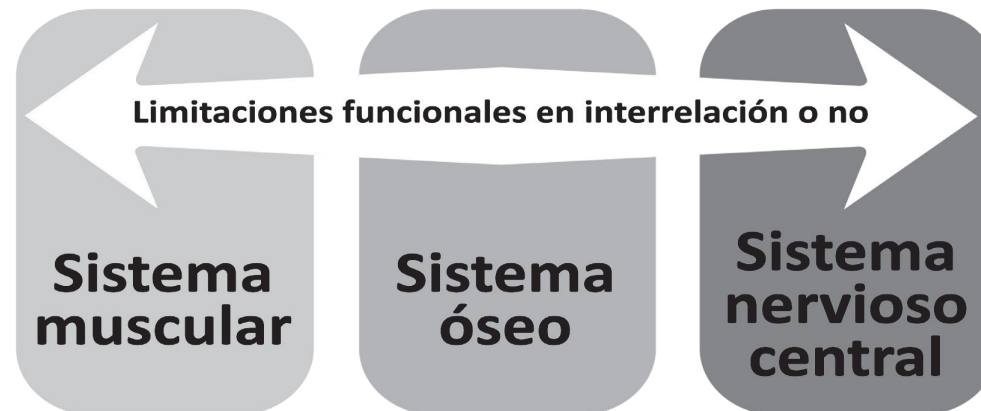 Limitaciones funcionales en interrelación o no
Sistema
muscular
Sistema
óseo
Sistema
nervioso
central